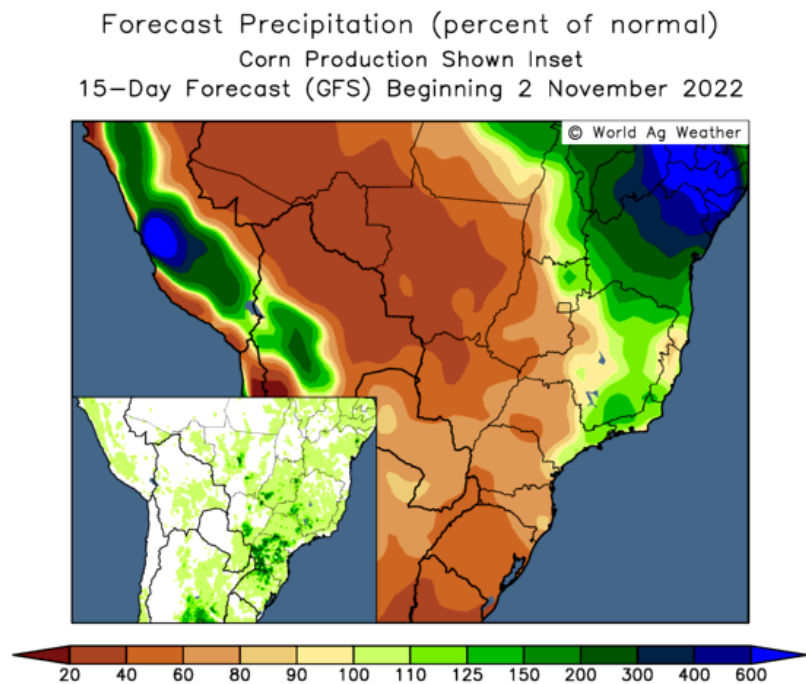 Forecast Precipitation (percent of normal)
Corn Production Shown Inset
15-Day Forecast (GFS) Beginning 2 November 2022
© World Ag Weather
20 40 60 80 90 100 110 125 150 200 300 400 600